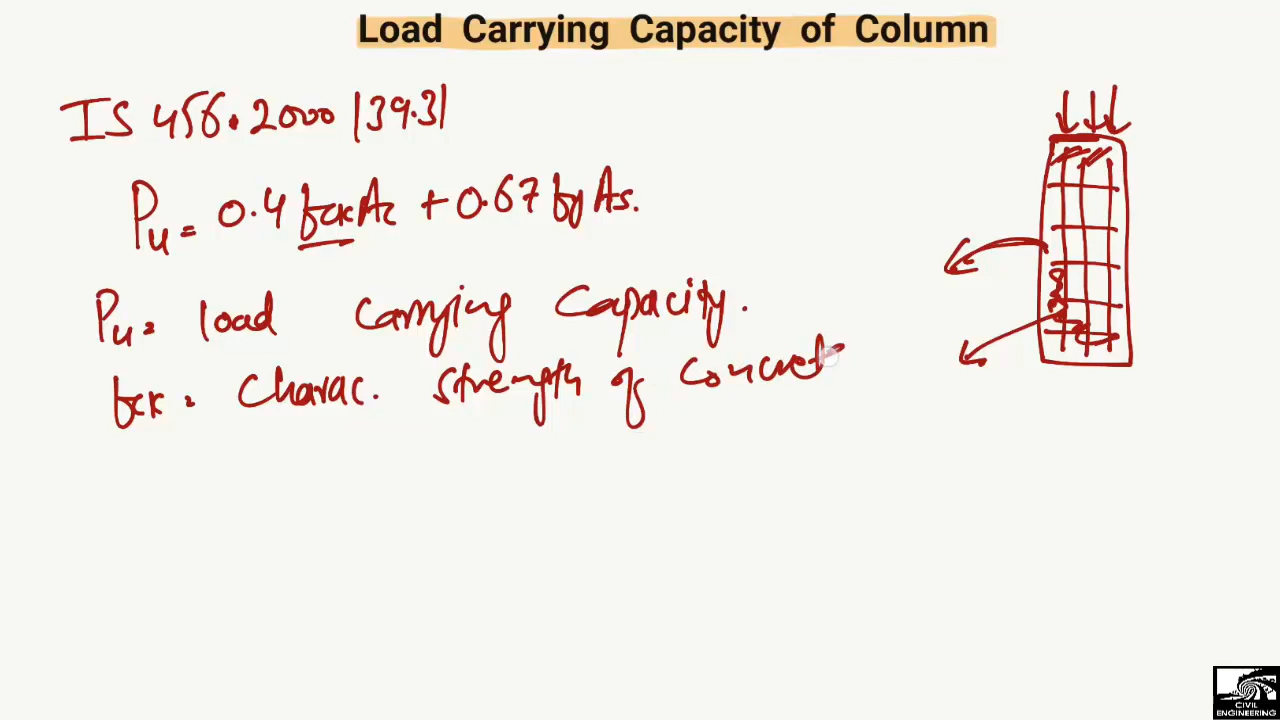 Load Carrying Capacity of Column
IS 456.2000 |39.3|
Pu = 0.4 fck Ac + 0.67 fy As.
Pu = load carrying capacity.
fck = Charac. strength of concret
CIVIL
ENGINEERING